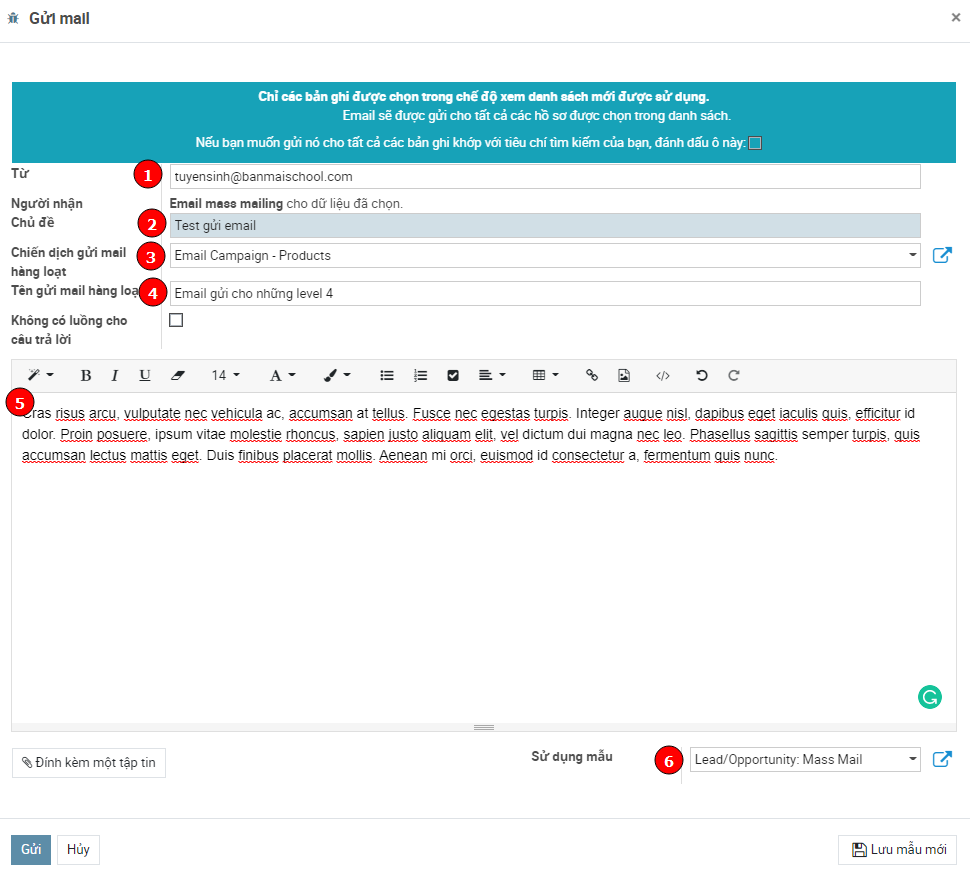 Gửi mail
×
Chỉ các bản ghi được chọn trong chế độ xem danh sách mới được sử dụng.
Email sẽ được gửi cho tất cả các hồ sơ được chọn trong danh sách.
Nếu bạn muốn gửi nó cho tất cả các bản ghi khớp với tiêu chí tìm kiếm của bạn, đánh dấu ô này:
Từ 1 tuyensinh@banmaischool.com
Người nhận Email mass mailing cho dữ liệu đã chọn.
Chủ đề 2 Test gửi email
Chiến dịch gửi mail hàng loạt 3 Email Campaign - Products
Tên gửi mail hàng loạ 4 Email gửi cho những level 4
Không có luồng cho
câu trả lời
B I U 14 A </>
5
Cras risus arcu, vulputate nec vehicula ac, accumsan at tellus. Fusce nec egestas turpis. Integer augue nisl, dapibus eget iaculis quis, efficitur id
dolor. Proin posuere, ipsum vitae molestie rhoncus, sapien justo aliquam elit, vel dictum dui magna nec leo. Phasellus sagittis semper turpis, quis
accumsan lectus mattis eget. Duis finibus placerat mollis. Aenean mi orci, euismod id consectetur a, fermentum quis nunc.
Đính kèm một tập tin
Sử dụng mẫu 6 Lead/Opportunity: Mass Mail
Gửi Hủy Lưu mẫu mới